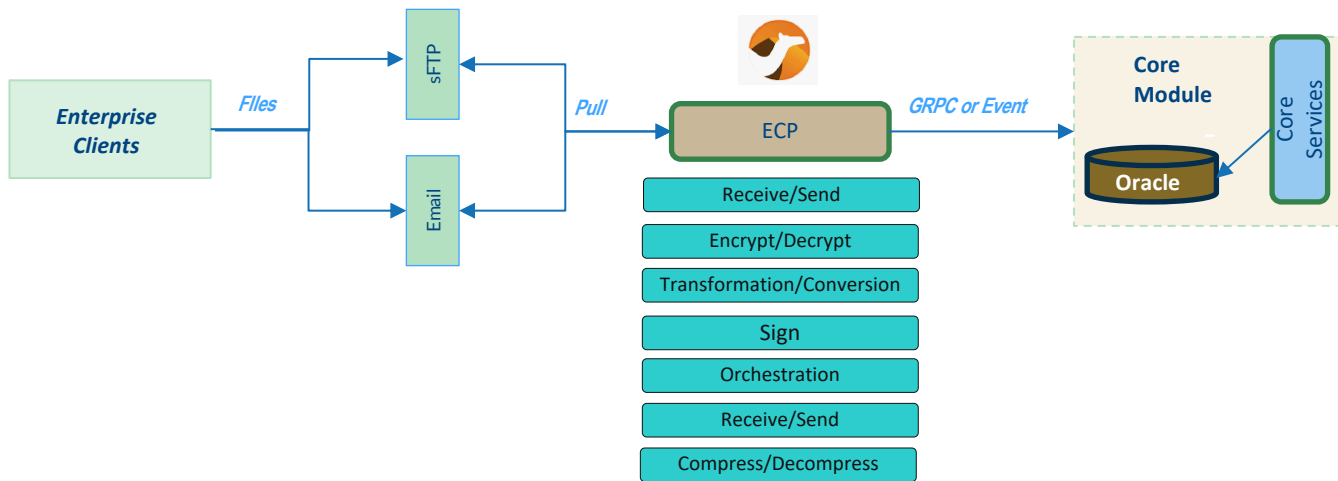 Enterprise
Clients
FIles
sFTP
Email
Pull
ECP
GRPC or Event
Core
Module
Oracle
Core
Services
Receive/Send
Encrypt/Decrypt
Transformation/Conversion
Sign
Orchestration
Receive/Send
Compress/Decompress